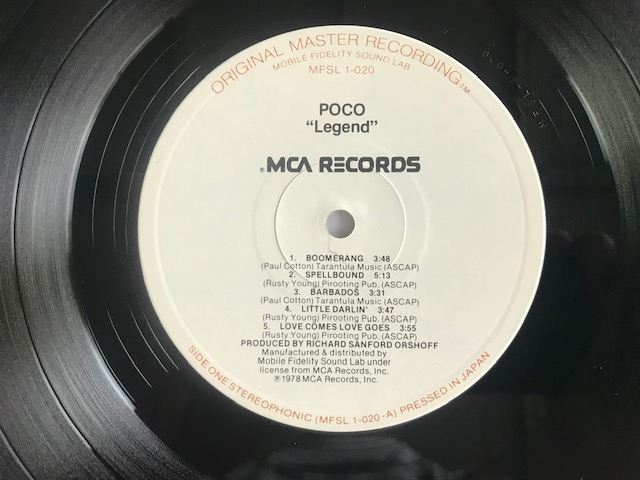 ORIGINAL MASTER RECORDING™
MOBILE FIDELITY SOUND LAB
MFSL 1-020
POCO
“Legend”
®MCA RECORDS
1. BOOMERANG 3:48
(Paul Cotton) Tarantula Music (ASCAP)
2. SPELLBOUND 5:13
(Rusty Young) Pirooting Pub. (ASCAP)
3. BARBADOS 3:31
(Paul Cotton) Tarantula Music (ASCAP)
4. LITTLE DARLIN' 3:47
(Rusty Young) Pirooting Pub. (ASCAP)
5. LOVE COMES LOVE GOES 3:55
(Rusty Young) Pirooting Pub. (ASCAP)
PRODUCED BY RICHARD SANFORD ORSHOFF
Manufactured & distributed by
Mobile Fidelity Sound Lab under
license from MCA Records, Inc.
℗ 1978 MCA Records, Inc.
SIDE ONE STEREOPHONIC (MFSL 1-020-A) PRESSED IN JAPAN